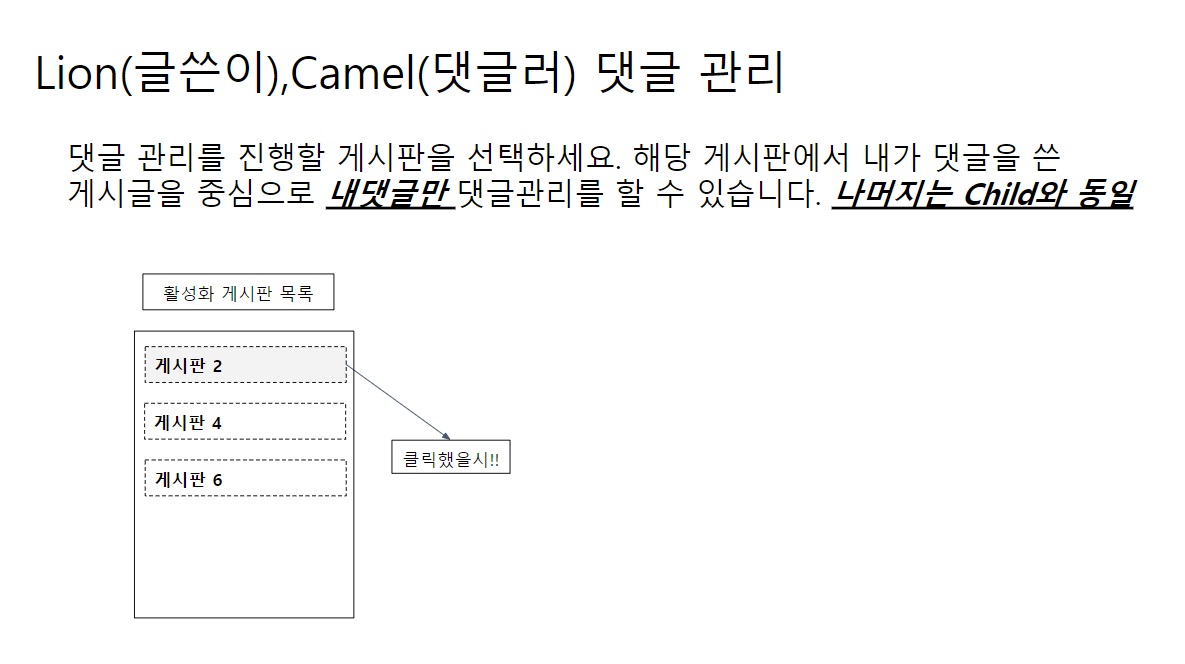 Lion(글쓴이),Camel(댓글러) 댓글 관리
댓글 관리를 진행할 게시판을 선택하세요. 해당 게시판에서 내가 댓글을 쓴
게시글을 중심으로 내댓글만 댓글관리를 할 수 있습니다. 나머지는 Child와 동일
활성화 게시판 목록
게시판 2
게시판 4
클릭했을시!!
게시판 6